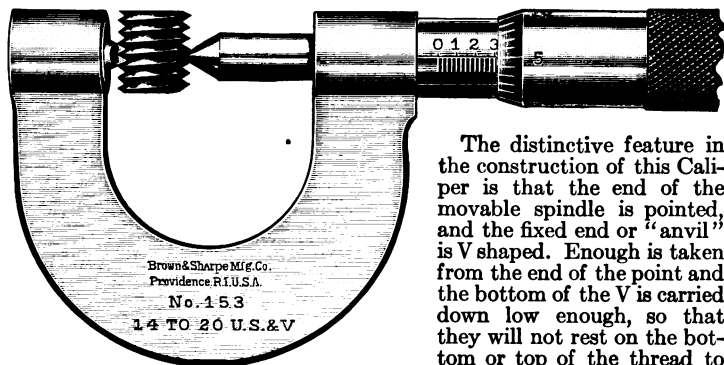 0 1 2 3
5
Brown & Sharpe Mfg. Co.
Providence, R.I. U.S.A.
No. 153
14 TO 20 U.S. & V
The distinctive feature in
the construction of this Cali-
per is that the end of the
movable spindle is pointed,
and the fixed end or “anvil”
is V shaped. Enough is taken
from the end of the point and
the bottom of the V is carried
down low enough, so that
they will not rest on the bot-
tom or top of the thread to